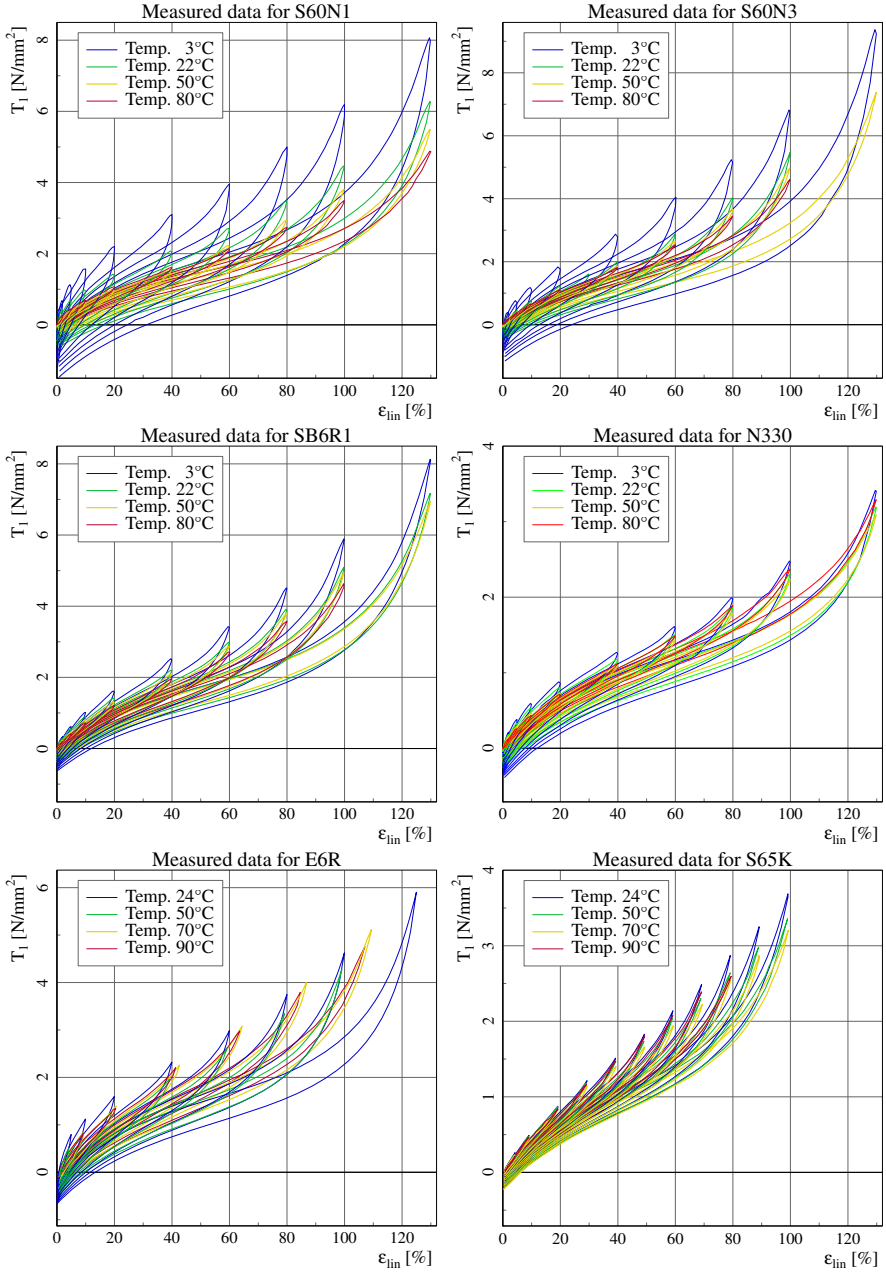 Measured data for S60N1
T1 [N/mm²]
Temp. 3°C
Temp. 22°C
Temp. 50°C
Temp. 80°C
8
6
4
2
0
0 20 40 60 80 100 120
εlin [%]
Measured data for S60N3
T1 [N/mm²]
Temp. 3°C
Temp. 22°C
Temp. 50°C
Temp. 80°C
8
6
4
2
0
0 20 40 60 80 100 120
εlin [%]
Measured data for SB6R1
T1 [N/mm²]
Temp. 3°C
Temp. 22°C
Temp. 50°C
Temp. 80°C
8
6
4
2
0
0 20 40 60 80 100 120
εlin [%]
Measured data for N330
T1 [N/mm²]
Temp. 3°C
Temp. 22°C
Temp. 50°C
Temp. 80°C
4
2
0
0 20 40 60 80 100 120
εlin [%]
Measured data for E6R
T1 [N/mm²]
Temp. 24°C
Temp. 50°C
Temp. 70°C
Temp. 90°C
6
4
2
0
0 20 40 60 80 100 120
εlin [%]
Measured data for S65K
T1 [N/mm²]
Temp. 24°C
Temp. 50°C
Temp. 70°C
Temp. 90°C
4
3
2
1
0
0 20 40 60 80 100 120
εlin [%]